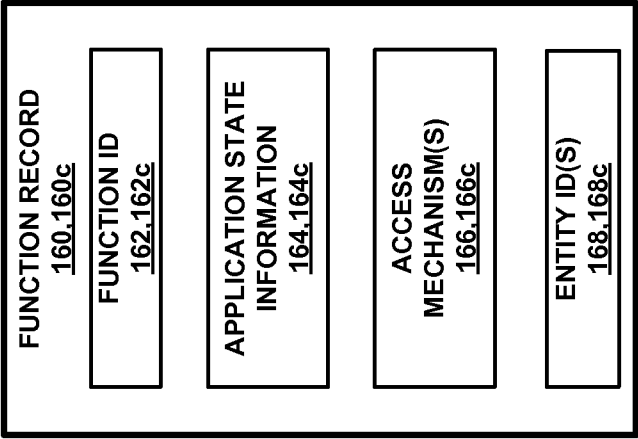 FUNCTION RECORD
160,160c
FUNCTION ID
162,162c
APPLICATION STATE
INFORMATION
164,164c
ACCESS
MECHANISM(S)
166,166c
ENTITY ID(S)
168,168c